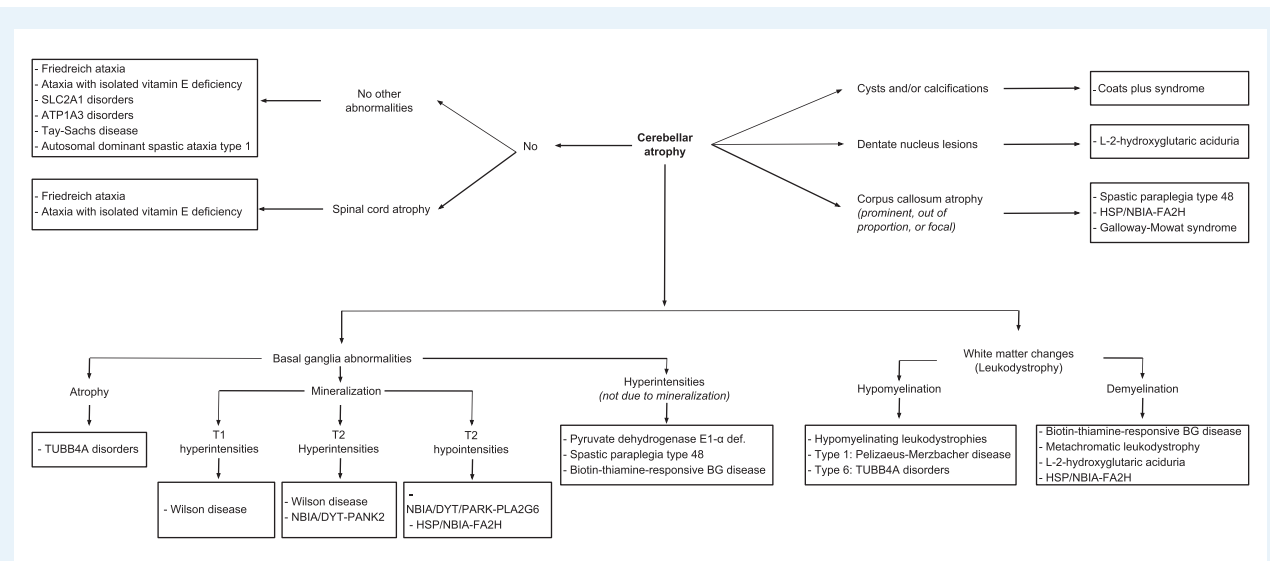 - Friedreich ataxia
- Ataxia with isolated vitamin E deficiency
- SLC2A1 disorders
- ATP1A3 disorders
- Tay-Sachs disease
- Autosomal dominant spastic ataxia type 1
No other
abnormalities
- Friedreich ataxia
- Ataxia with isolated vitamin E deficiency
Spinal cord atrophy
No
Cerebellar
atrophy
Cysts and/or calcifications
- Coats plus syndrome
Dentate nucleus lesions
- L-2-hydroxyglutaric aciduria
Corpus callosum atrophy
(prominent, out of
proportion, or focal)
- Spastic paraplegia type 48
- HSP/NBIA-FA2H
- Galloway-Mowat syndrome
Basal ganglia abnormalities
Atrophy
- TUBB4A disorders
Mineralization
T1
hyperintensities
- Wilson disease
T2
Hyperintensities
- Wilson disease
- NBIA/DYT-PANK2
T2
hypointensities
-
NBIA/DYT/PARK-PLA2G6
- HSP/NBIA-FA2H
Hyperintensities
(not due to mineralization)
- Pyruvate dehydrogenase E1-α def.
- Spastic paraplegia type 48
- Biotin-thiamine-responsive BG disease
White matter changes
(Leukodystrophy)
Hypomyelination
- Hypomyelinating leukodystrophies
- Type 1: Pelizaeus-Merzbacher disease
- Type 6: TUBB4A disorders
Demyelination
- Biotin-thiamine-responsive BG disease
- Metachromatic leukodystrophy
- L-2-hydroxyglutaric aciduria
- HSP/NBIA-FA2H